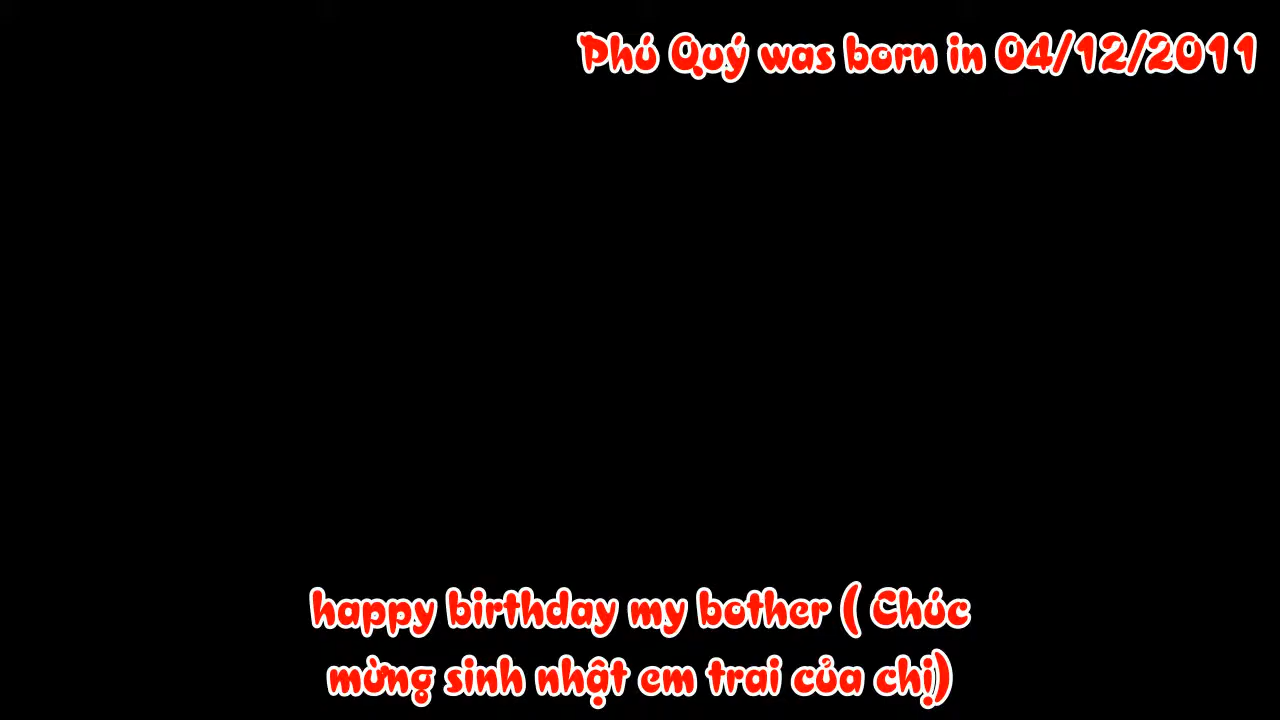 Phú Quý was born in 04/12/2011
happy birthday my bother ( Chúc
mừng sinh nhật em trai của chị)